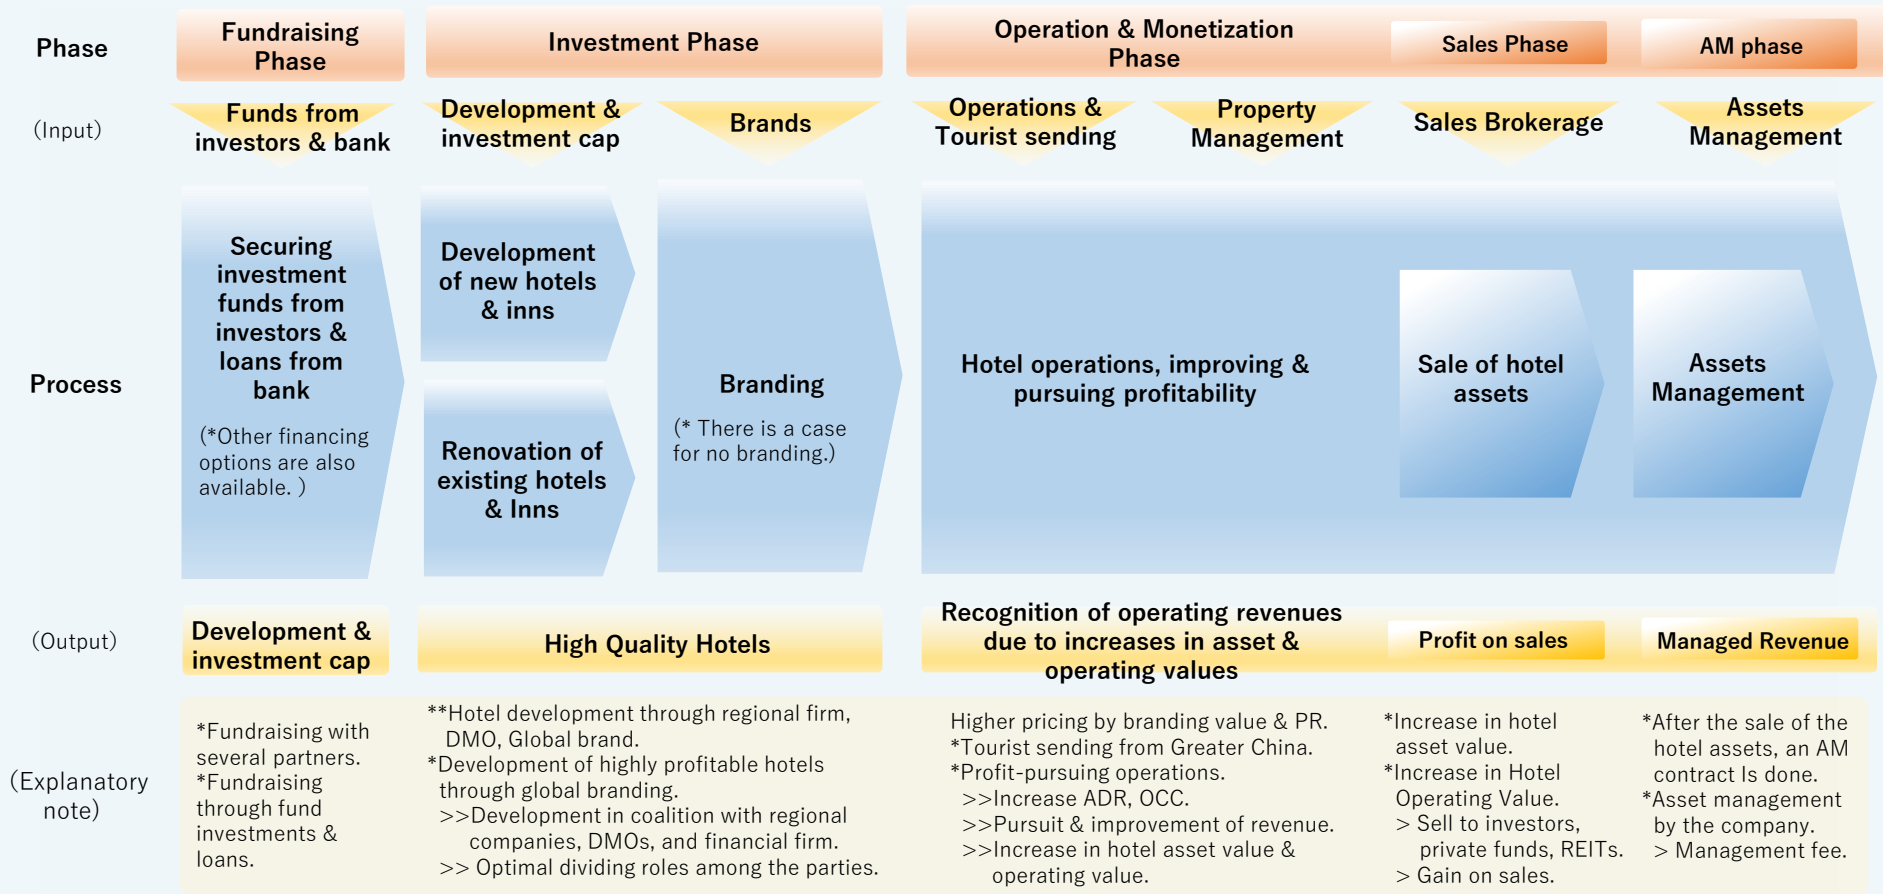 Phase
Fundraising
Phase
Investment Phase
Operation & Monetization
Phase
Sales Phase
AM phase
(Input)
Funds from
investors & bank
Development &
investment cap
Brands
Operations &
Tourist sending
Property
Management
Sales Brokerage
Assets
Management
Process
Securing
investment
funds from
investors &
loans from
bank
(*Other financing
options are also
available. )
Development
of new hotels
& inns
Renovation of
existing hotels
& Inns
Branding
(* There is a case
for no branding.)
Hotel operations, improving &
pursuing profitability
Sale of hotel
assets
Assets
Management
(Output)
Development &
investment cap
High Quality Hotels
Recognition of operating revenues
due to increases in asset &
operating values
Profit on sales
Managed Revenue
(Explanatory
note)
*Fundraising with
several partners.
*Fundraising
through fund
investments &
loans.
**Hotel development through regional firm,
DMO, Global brand.
*Development of highly profitable hotels
through global branding.
>>Development in coalition with regional
companies, DMOs, and financial firm.
>> Optimal dividing roles among the parties.
Higher pricing by branding value & PR.
*Tourist sending from Greater China.
*Profit-pursuing operations.
>>Increase ADR, OCC.
>>Pursuit & improvement of revenue.
>>Increase in hotel asset value &
operating value.
*Increase in hotel
asset value.
*Increase in Hotel
Operating Value.
> Sell to investors,
private funds, REITs.
> Gain on sales.
*After the sale of the
hotel assets, an AM
contract Is done.
*Asset management
by the company.
> Management fee.